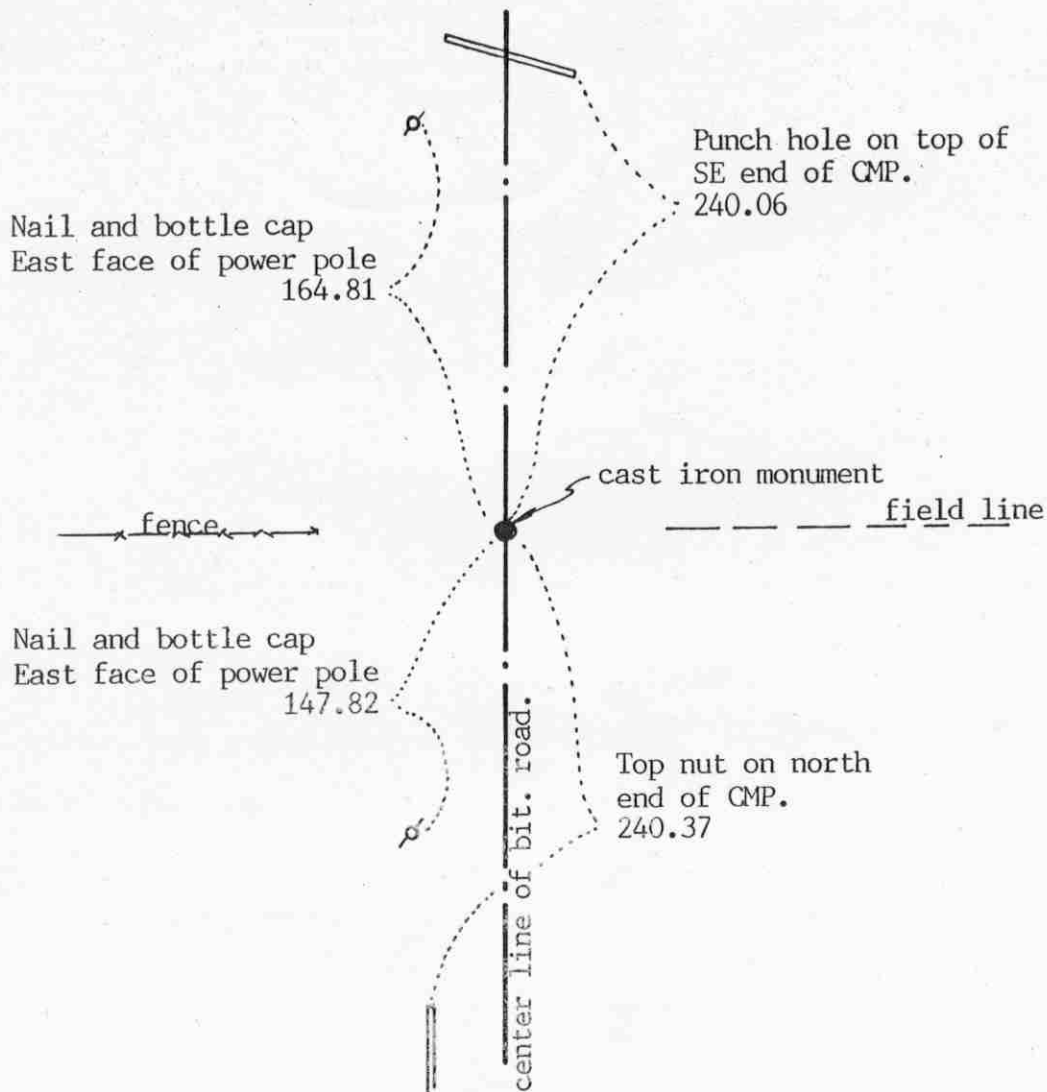 Punch hole on top of
SE end of CMP.
240.06
Nail and bottle cap
East face of power pole
164.81
cast iron monument
field line
fence
Nail and bottle cap
East face of power pole
147.82
Top nut on north
end of CMP.
240.37
center line of bit. road.